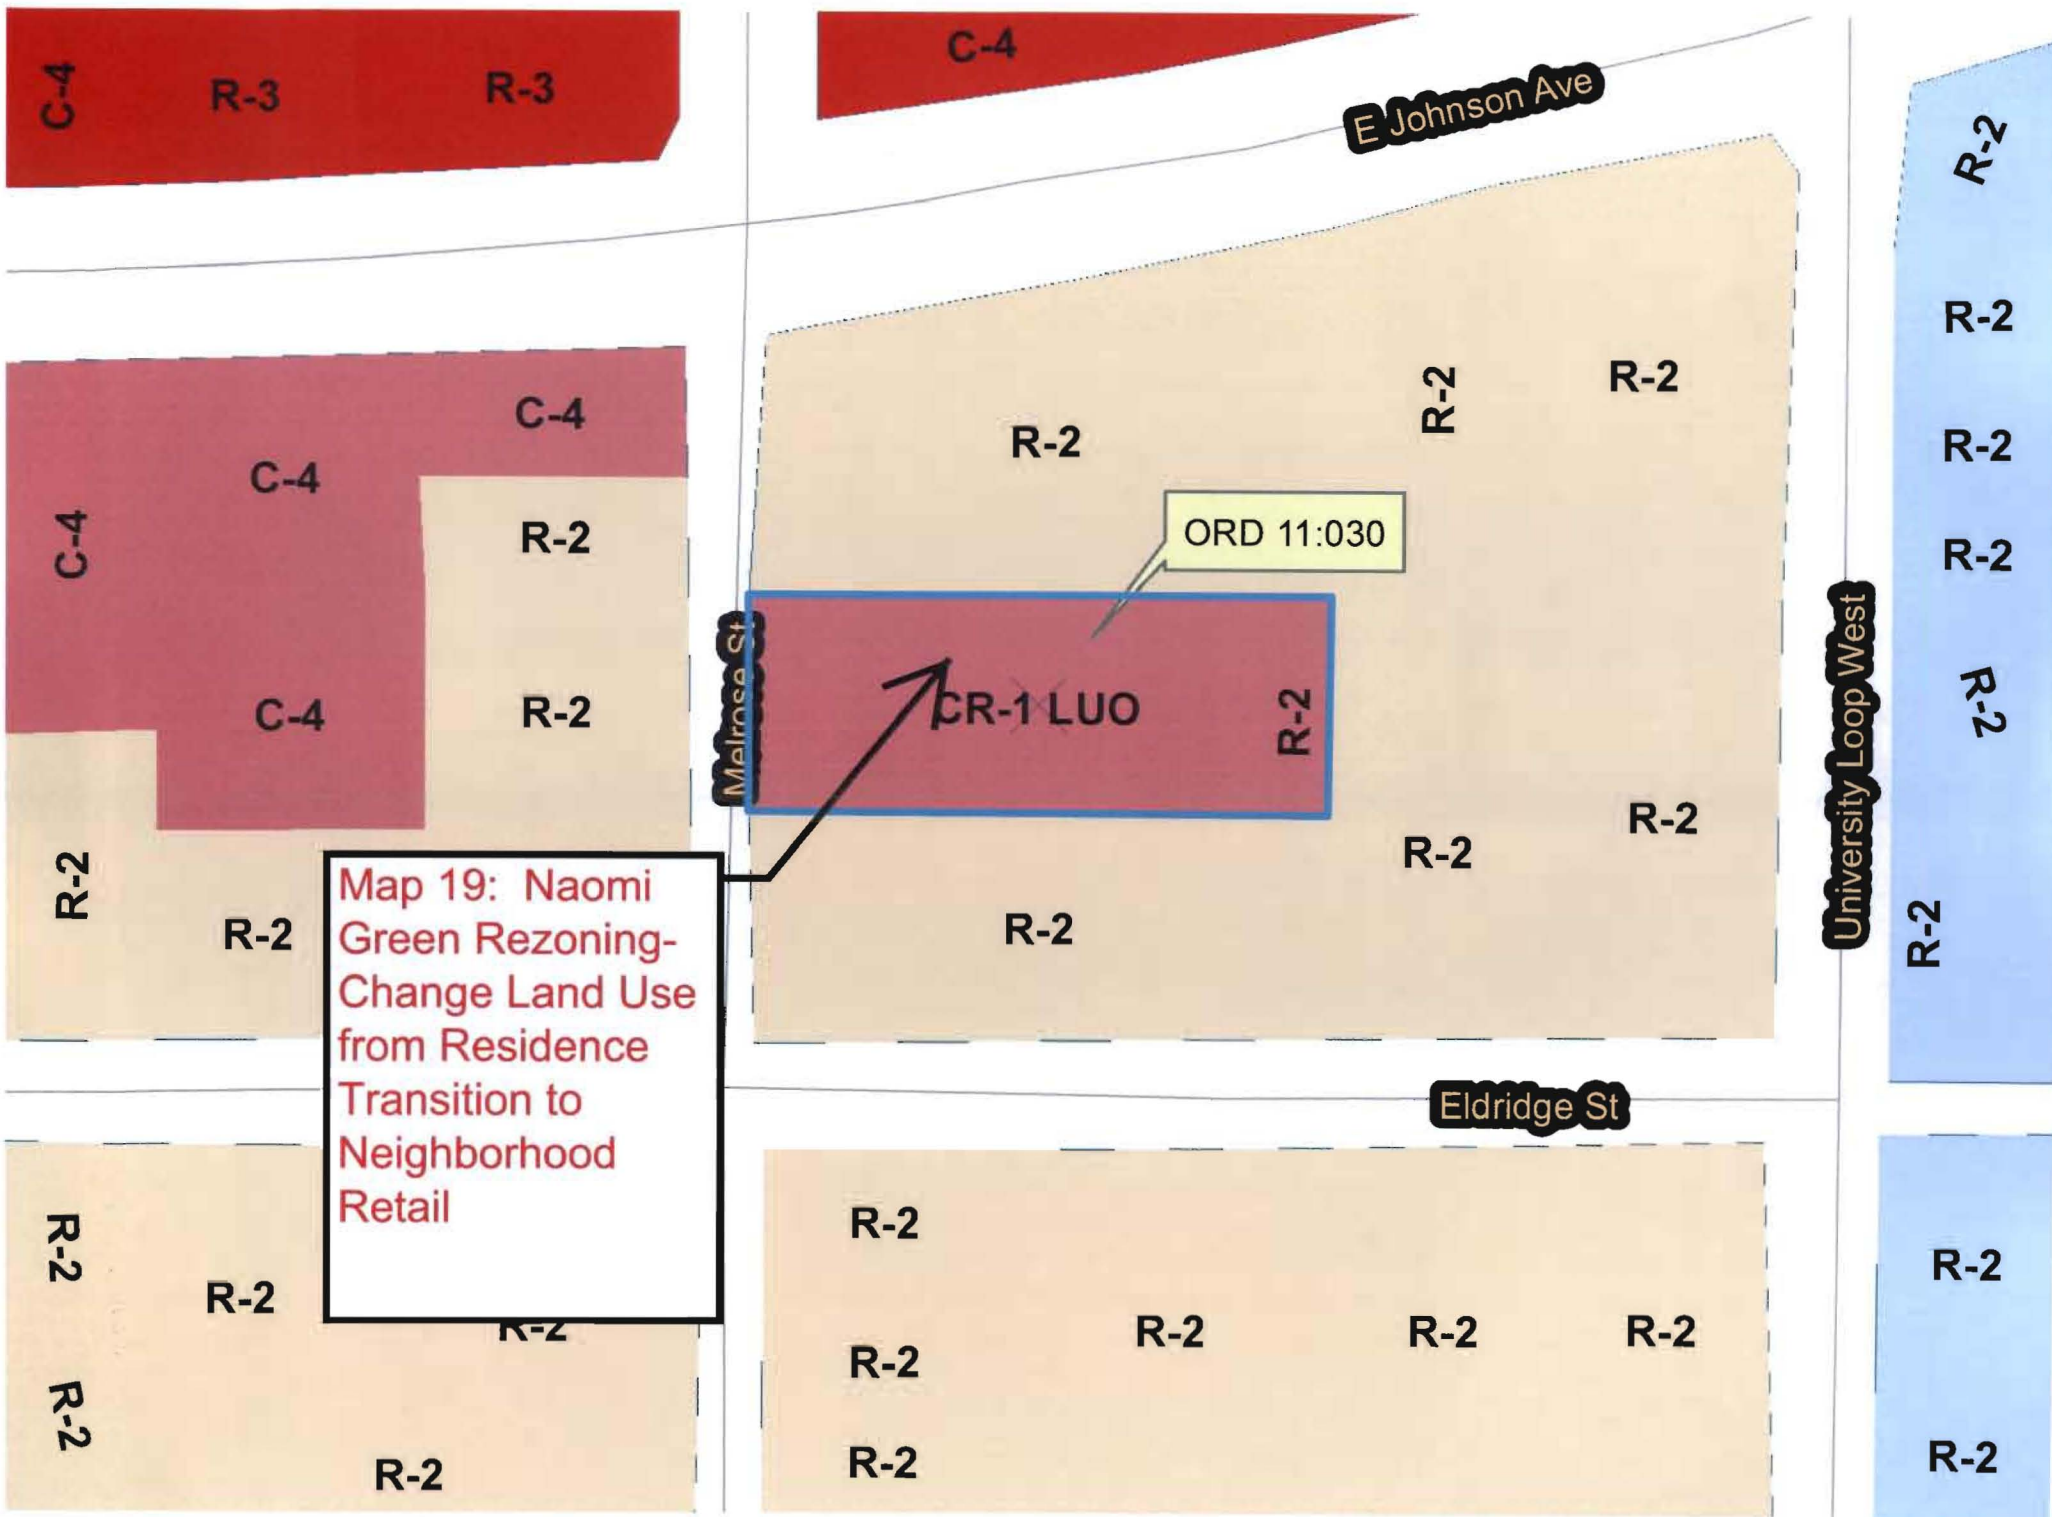 C-4
R-3
R-3
C-4
E Johnson Ave
R-2
R-2
R-2
R-2
R-2
R-2
C-4
C-4
C-4
C-4
R-2
R-2
R-2
R-2
R-2
ORD 11:030
CR-1 LUO
R-2
Melrose St
University Loop West
R-2
R-2
R-2
R-2
R-2
Map 19: Naomi
Green Rezoning-
Change Land Use
from Residence
Transition to
Neighborhood
Retail
Eldridge St
R-2
R-2
R-2
R-2
R-2
R-2
R-2
R-2
R-2
R-2
R-2
R-2
R-2